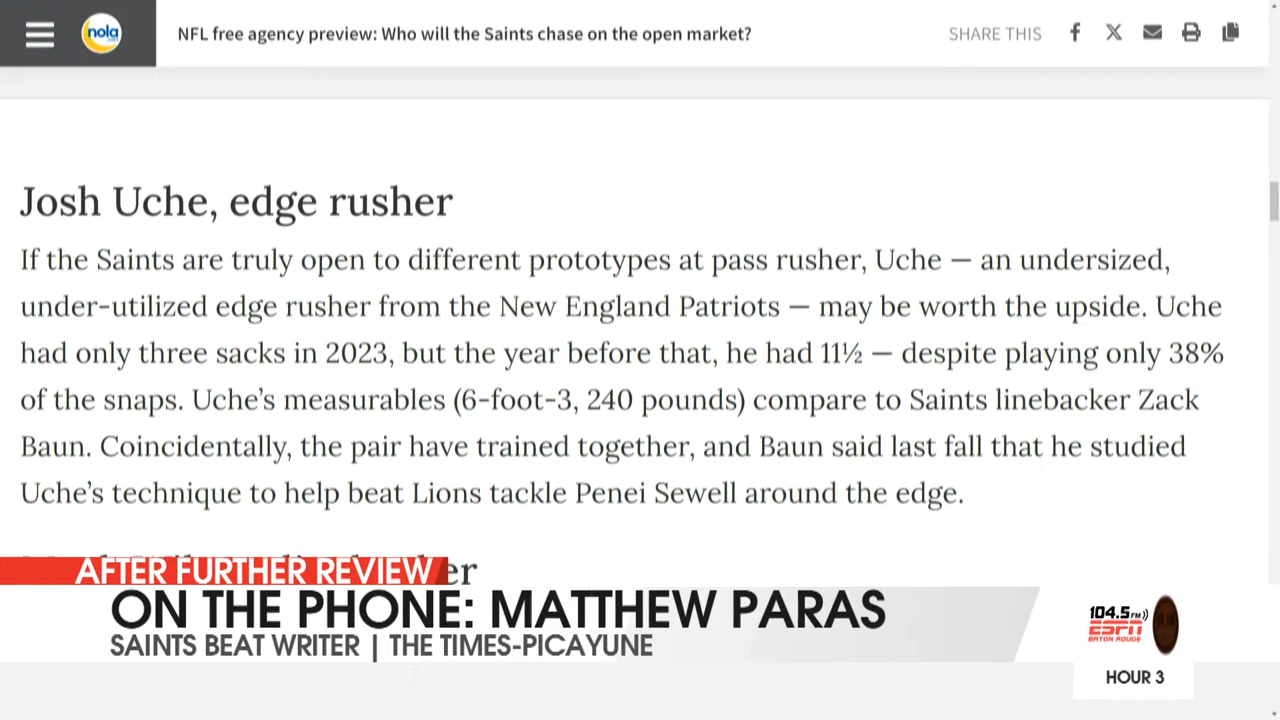 nola
NFL free agency preview: Who will the Saints chase on the open market?
SHARE THIS
Josh Uche, edge rusher
If the Saints are truly open to different prototypes at pass rusher, Uche — an undersized,
under-utilized edge rusher from the New England Patriots — may be worth the upside. Uche
had only three sacks in 2023, but the year before that, he had 11½ — despite playing only 38%
of the snaps. Uche’s measurables (6-foot-3, 240 pounds) compare to Saints linebacker Zack
Baun. Coincidentally, the pair have trained together, and Baun said last fall that he studied
Uche’s technique to help beat Lions tackle Penei Sewell around the edge.
AFTER FURTHER REVIEW
ON THE PHONE: MATTHEW PARAS
SAINTS BEAT WRITER | THE TIMES-PICAYUNE
104.5 FM
ESPN
BATON ROUGE
HOUR 3